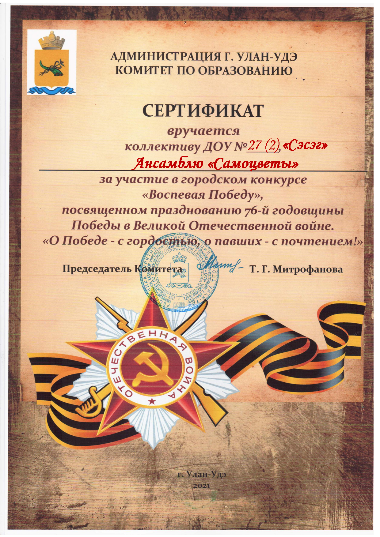 АДМИНИСТРАЦИЯ Г. УЛАН-УДЭ
КОМИТЕТ ПО ОБРАЗОВАНИЮ
СЕРТИФИКАТ
вручается
коллективу ДОУ № 27 (2), «Сэсэг»
Ансамблю «Самоцветы»
за участие в городском конкурсе
«Воспевая Победу»,
посвященном празднованию 76-й годовщины
Победы в Великой Отечественной войне.
«О Победе - с гордостью, о павших - с почтением!»
Председатель Комитета Т. Г. Митрофанова
ОТЕЧЕСТВЕННАЯ ВОЙНА
г. Улан-Удэ
2021